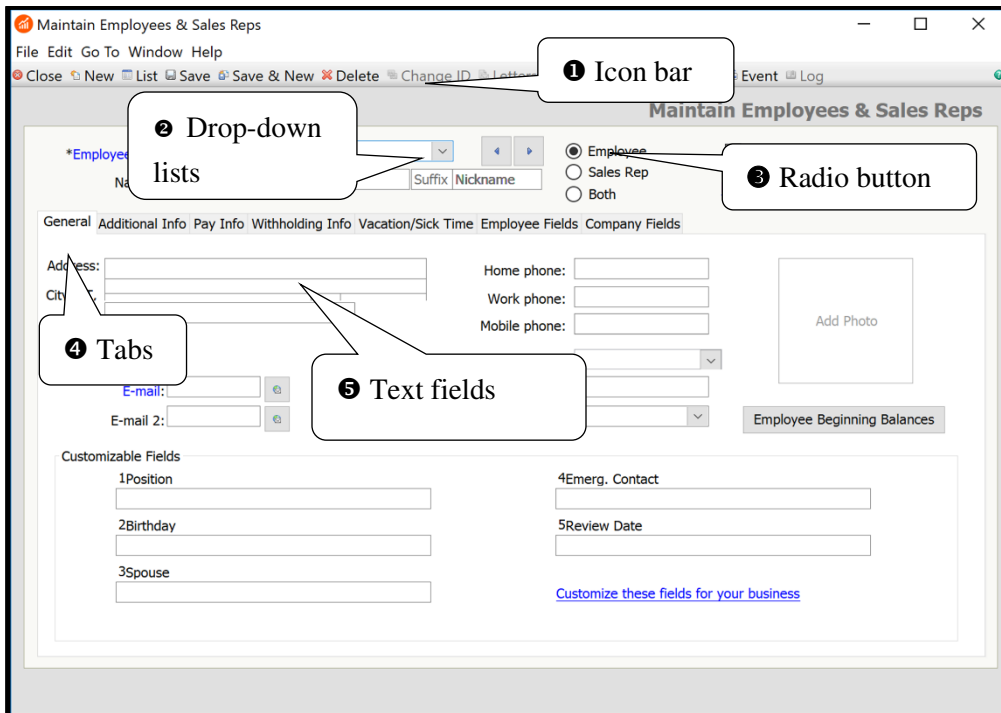 Maintain Employees & Sales Reps
File Edit Go To Window Help
Close New List Save Save & New Delete Change ID Event Log
❶ Icon bar
Maintain Employees & Sales Reps
❷ Drop-down
lists
*Employee
Employee
Sales Rep
Both
❸ Radio button
Suffix Nickname
General Additional Info Pay Info Withholding Info Vacation/Sick Time Employee Fields Company Fields
Address:
Home phone:
Work phone:
Mobile phone:
Add Photo
❹ Tabs
❺ Text fields
E-mail:
E-mail 2:
Employee Beginning Balances
Customizable Fields
1Position
4Emerg. Contact
2Birthday
5Review Date
3Spouse
Customize these fields for your business